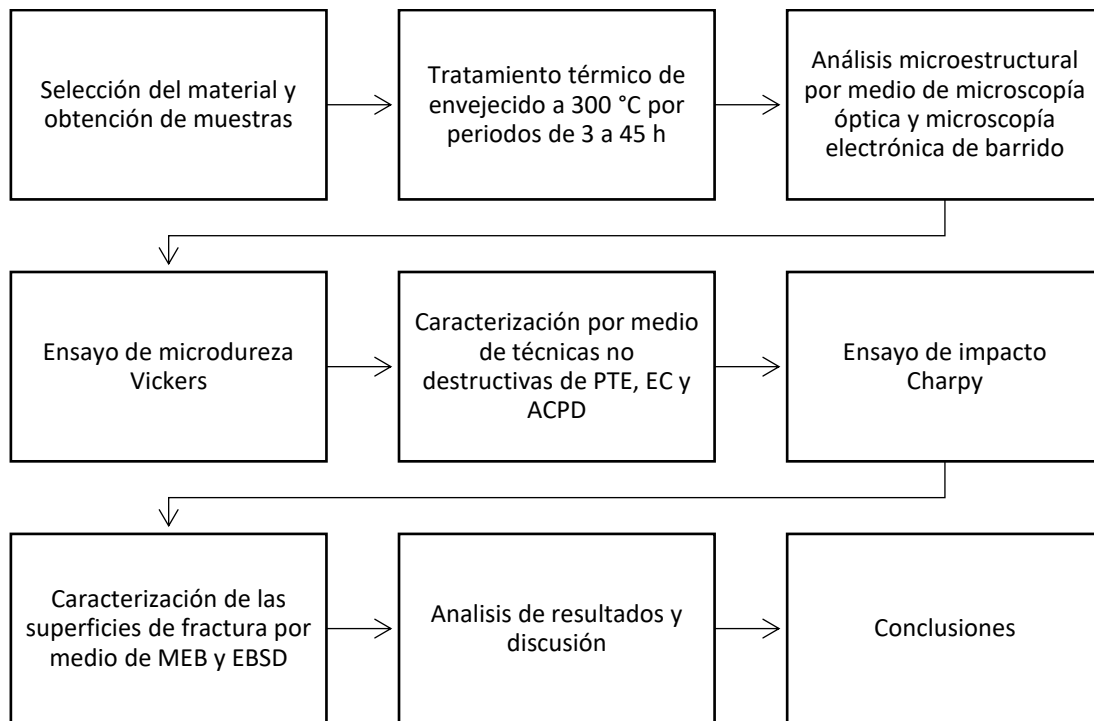 Selección del material y
obtención de muestras
Tratamiento térmico de
envejecido a 300 °C por
periodos de 3 a 45 h
Análisis microestructural
por medio de microscopía
óptica y microscopía
electrónica de barrido
Ensayo de microdureza
Vickers
Caracterización por medio
de técnicas no
destructivas de PTE, EC y
ACPD
Ensayo de impacto
Charpy
Caracterización de las
superficies de fractura por
medio de MEB y EBSD
Analisis de resultados y
discusión
Conclusiones